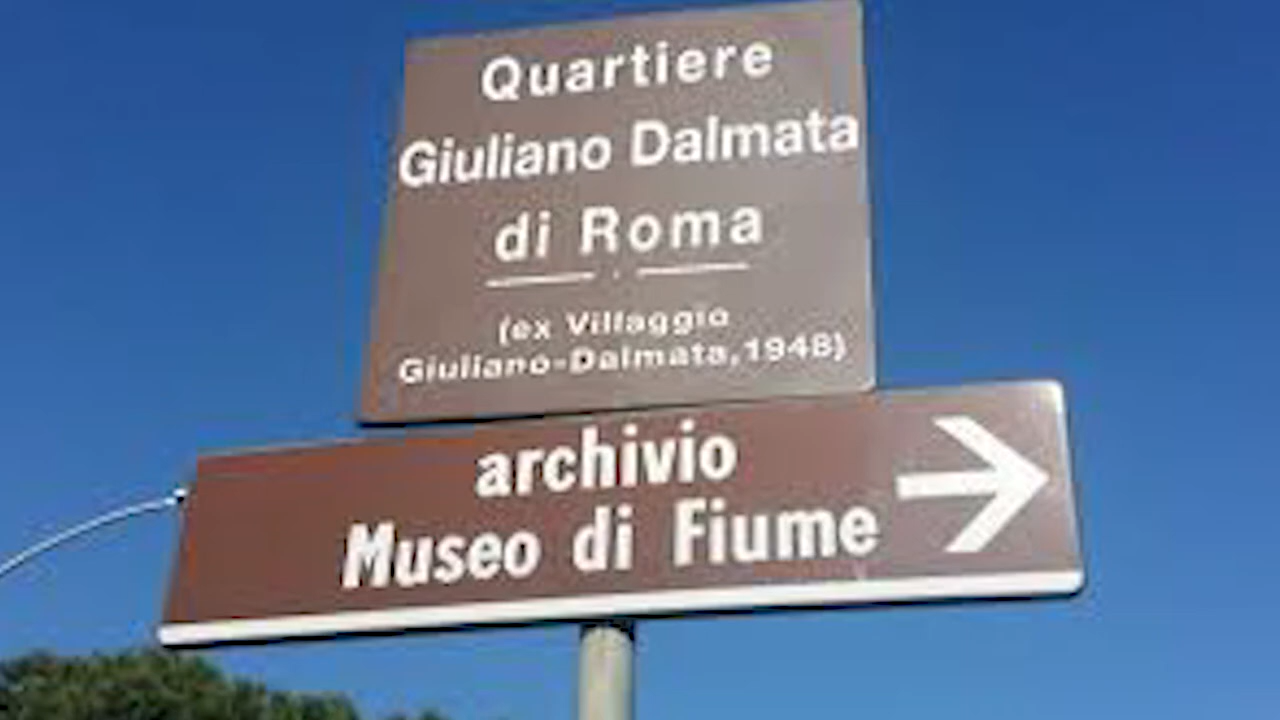 Quartiere
Giuliano Dalmata
di Roma
(ex Villaggio
Giuliano-Dalmata,1948)
archivio
Museo di Fiume